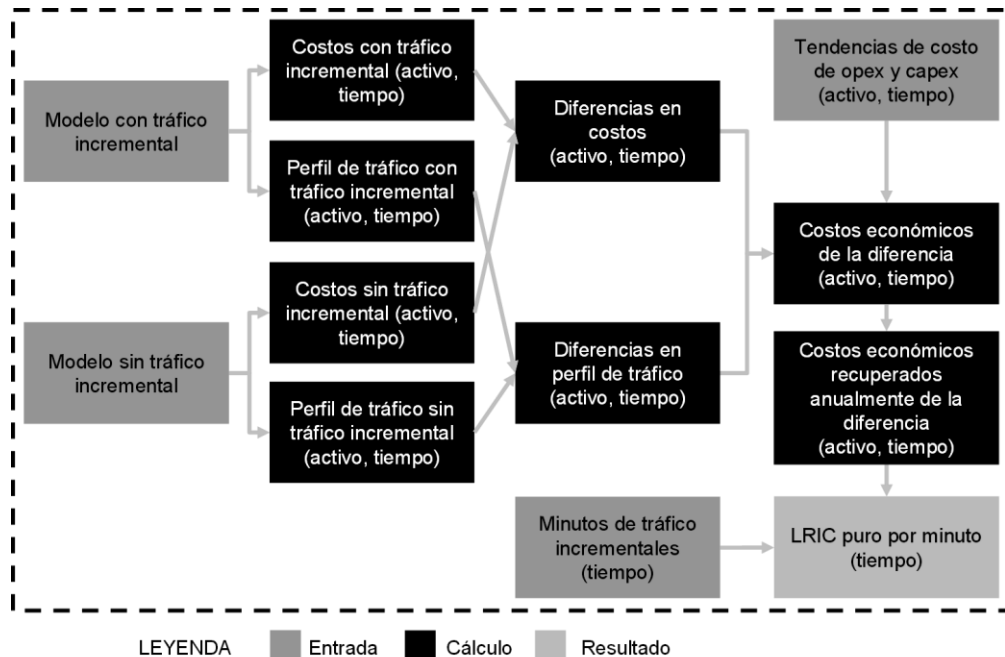 Modelo con tráfico
incremental
Modelo sin tráfico
incremental
Costos con tráfico
incremental (activo,
tiempo)
Perfil de tráfico con
tráfico incremental
(activo, tiempo)
Costos sin tráfico
incremental (activo,
tiempo)
Perfil de tráfico sin
tráfico incremental
(activo, tiempo)
Diferencias en
costos
(activo, tiempo)
Diferencias en
perfil de tráfico
(activo, tiempo)
Minutos de tráfico
incrementales
(tiempo)
Tendencias de costo
de opex y capex
(activo, tiempo)
Costos económicos
de la diferencia
(activo, tiempo)
Costos económicos
recuperados
anualmente de la
diferencia
(activo, tiempo)
LRIC puro por minuto
(tiempo)
LEYENDA
Entrada
Cálculo
Resultado